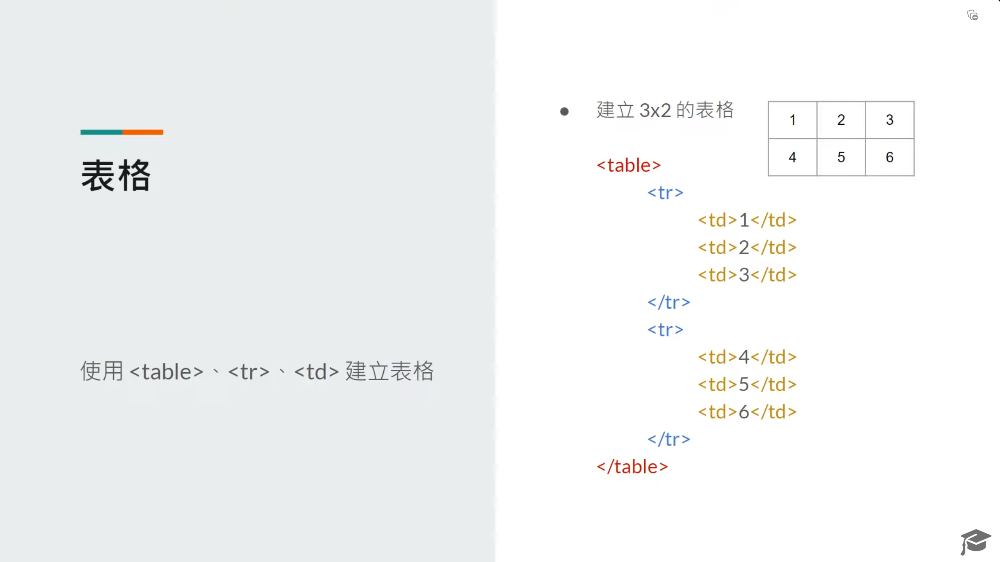 表格
使用 <table>、<tr>、<td> 建立表格
● 建立 3x2 的表格
1 2 3
4 5 6
<table>
<tr>
<td>1</td>
<td>2</td>
<td>3</td>
</tr>
<tr>
<td>4</td>
<td>5</td>
<td>6</td>
</tr>
</table>